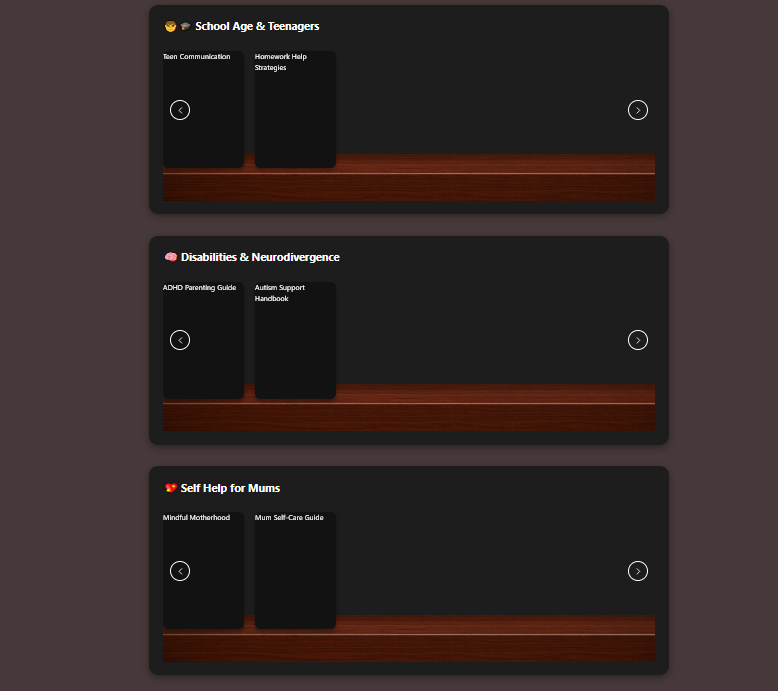 🧒🎓 School Age & Teenagers
Teen Communication
Homework Help
Strategies
🧠 Disabilities & Neurodivergence
ADHD Parenting Guide
Autism Support
Handbook
💖 Self Help for Mums
Mindful Motherhood
Mum Self-Care Guide